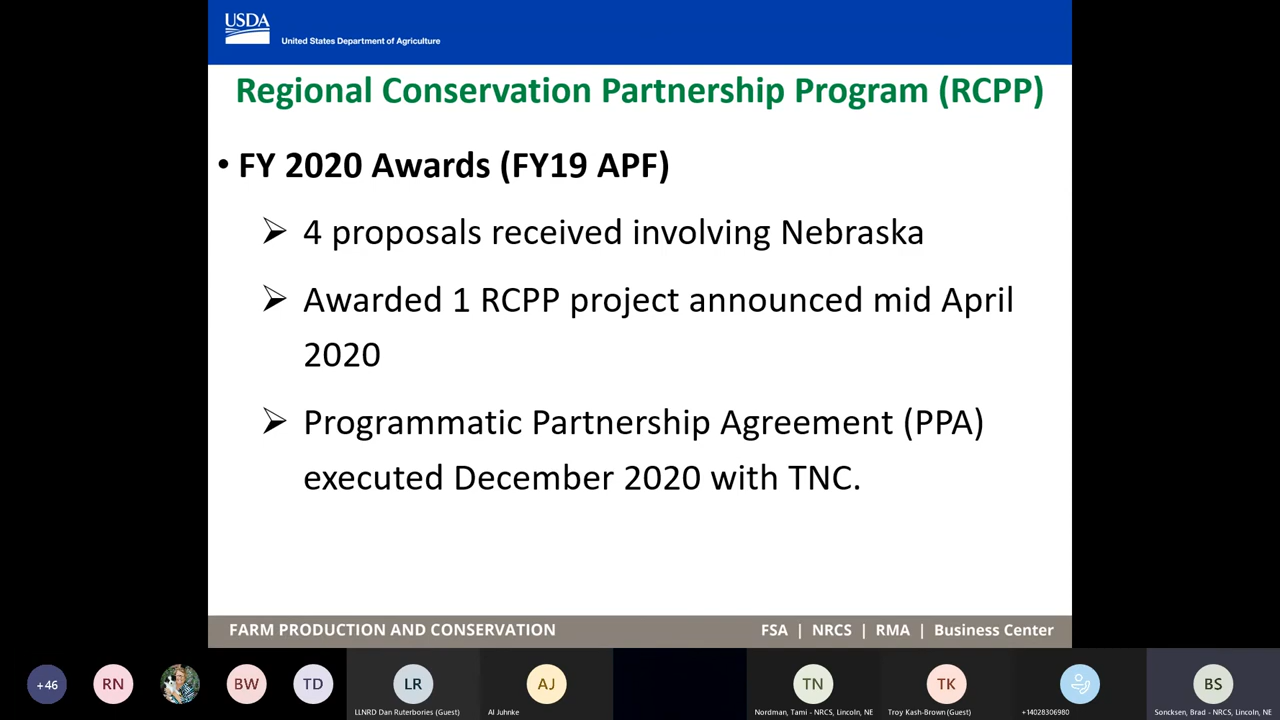 USDA
United States Department of Agriculture
Regional Conservation Partnership Program (RCPP)
• FY 2020 Awards (FY19 APF)
➢ 4 proposals received involving Nebraska
➢ Awarded 1 RCPP project announced mid April
2020
➢ Programmatic Partnership Agreement (PPA)
executed December 2020 with TNC.
FARM PRODUCTION AND CONSERVATION
FSA | NRCS | RMA | Business Center
+46
RN
BW
TD
LR
AJ
TN
TK
BS
LLNRD Dan Ruterbories (Guest)
Al Juhnke
Nordman, Tami - NRCS, Lincoln, NE
Troy Kash-Brown (Guest)
+14028306980
Soncksen, Brad - NRCS, Lincoln, NE